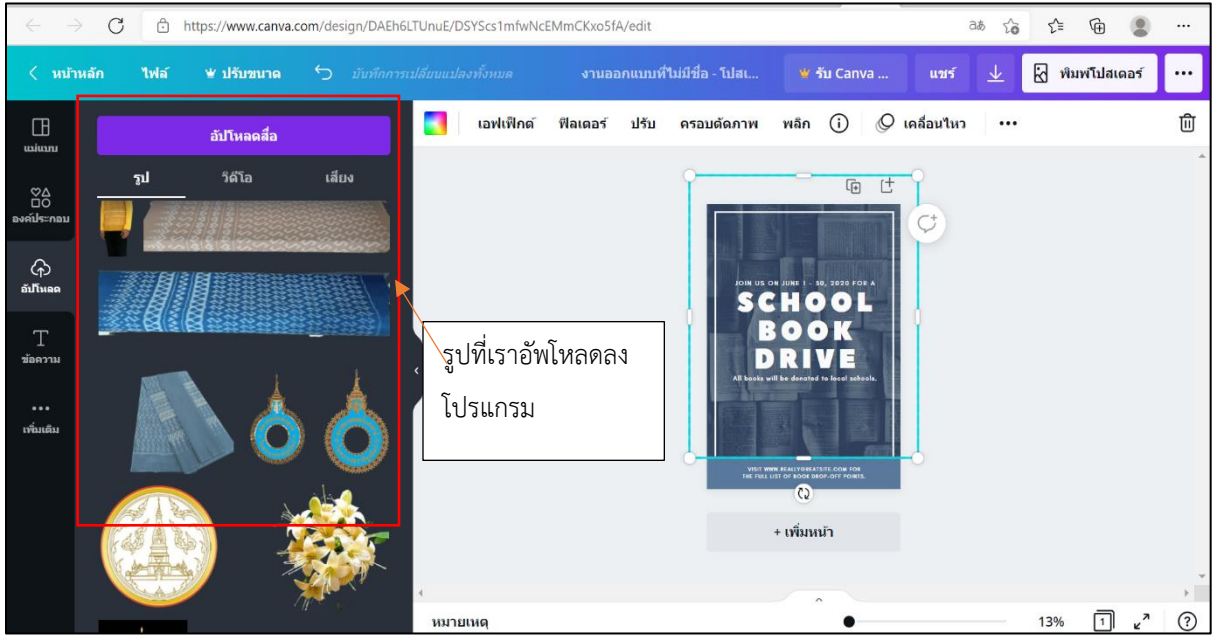 https://www.canva.com/design/DAEh6LTUnuE/DSYScs1mfwNcEMmCKxo5fA/edit
หน้าหลัก ไฟล์ ปรับขนาด บันทึกการเปลี่ยนแปลงทั้งหมด งานออกแบบที่ไม่มีชื่อ - โปสเ... รับ Canva ... แชร์ พิมพ์โปสเตอร์
แม่แบบ
องค์ประกอบ
อัปโหลด
ข้อความ
เพิ่มเติม
อัปโหลดสื่อ
รูป วิดีโอ เสียง
เอฟเฟ็กต์ ฟิลเตอร์ ปรับ ครอบตัดภาพ พลิก เคลื่อนไหว
รูปที่เราอัพโหลดลง
โปรแกรม
JOIN US ON JUNE 1 - 30, 2020 FOR A
SCHOOL
BOOK
DRIVE
All books will be donated to local schools.
VISIT WWW.REALLYGREATSITE.COM FOR
THE FULL LIST OF BOOK DROP-OFF POINTS.
+ เพิ่มหน้า
หมายเหตุ 13% 1